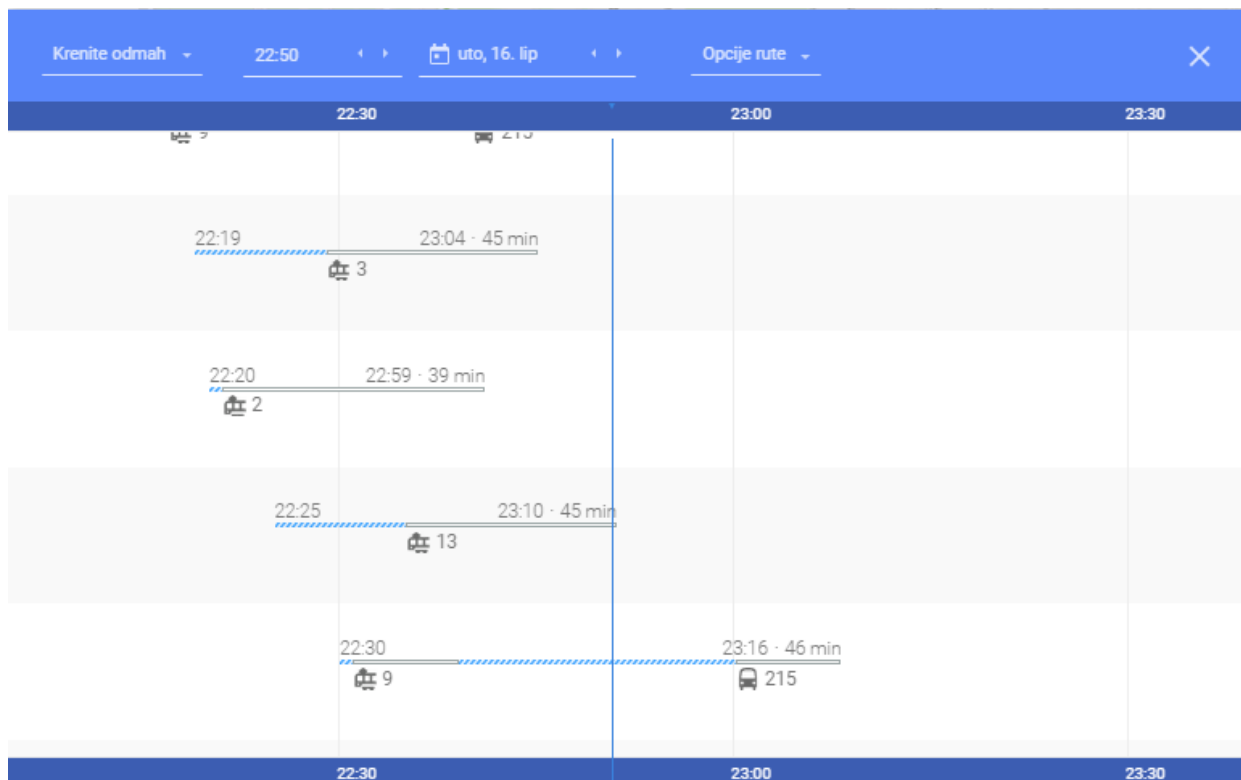 Krenite odmah 22:50 uto, 16. lip Opcije rute
22:30 23:00 23:30
9 215
22:19 23:04 · 45 min
3
22:20 22:59 · 39 min
2
22:25 23:10 · 45 min
13
22:30 23:16 · 46 min
9 215
22:30 23:00 23:30